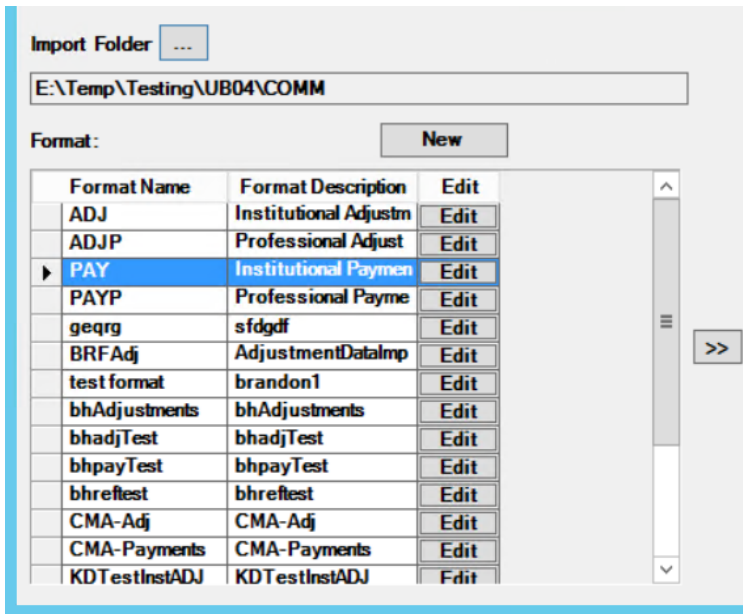 Import Folder ...
E:\Temp\Testing\UB04\COMM
Format: New
Format Name Format Description Edit
ADJ Institutional Adjustm Edit
ADJP Professional Adjust Edit
PAY Institutional Paymen Edit
PAYP Professional Payme Edit
geqrg sfdgdf Edit
BRFAdj AdjustmentDataImp Edit
>>
test format brandon1 Edit
bhAdjustments bhAdjustments Edit
bhadjTest bhadjTest Edit
bhpayTest bhpayTest Edit
bhreftest bhreftest Edit
CMA-Adj CMA-Adj Edit
CMA-Payments CMA-Payments Edit
KDTestInstADJ KDTestInstADJ Edit